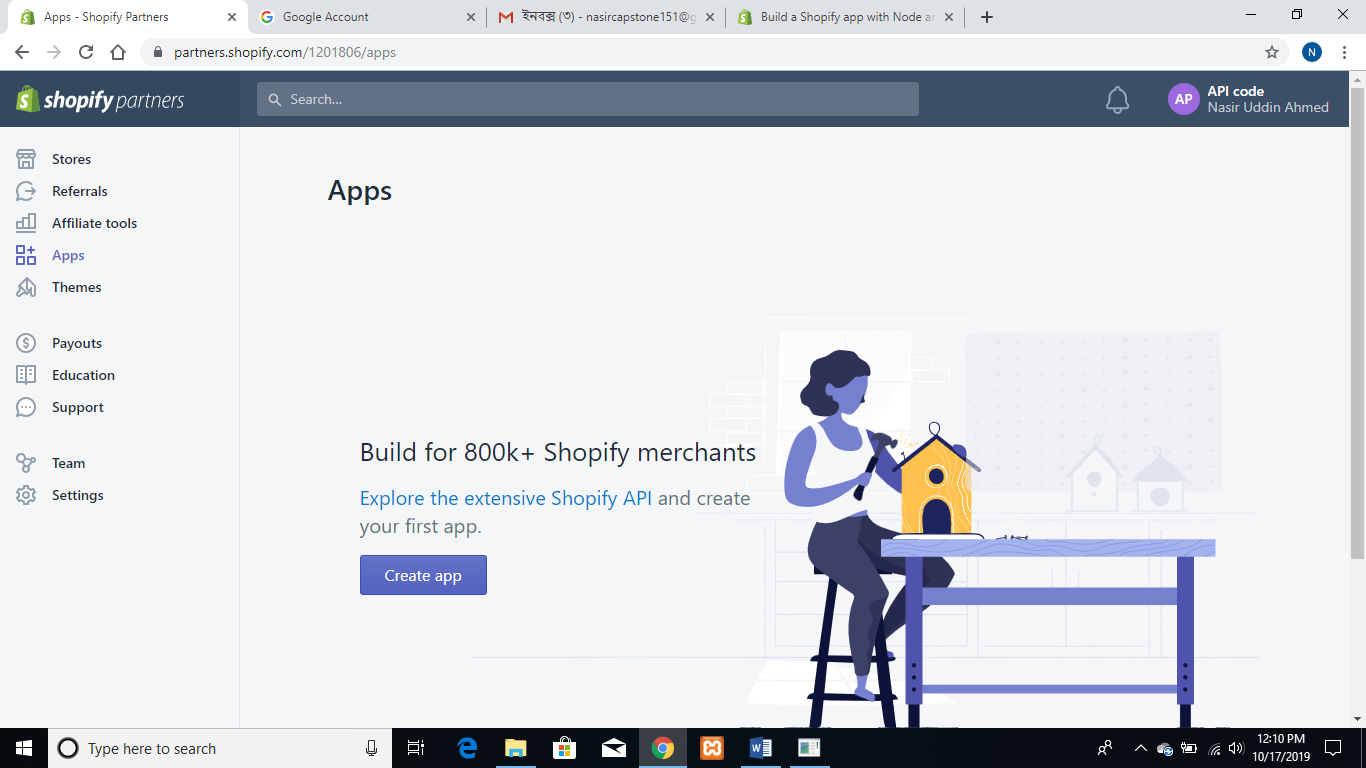 Apps - Shopify Partners
Google Account
ইনবক্স (৩) - nasircapstone151@g
Build a Shopify app with Node an
partners.shopify.com/1201806/apps
N
shopify partners
Search...
AP
API code
Nasir Uddin Ahmed
Stores
Referrals
Affiliate tools
Apps
Themes
Payouts
Education
Support
Team
Settings
Apps
Build for 800k+ Shopify merchants
Explore the extensive Shopify API and create
your first app.
Create app
Type here to search
12:10 PM
10/17/2019